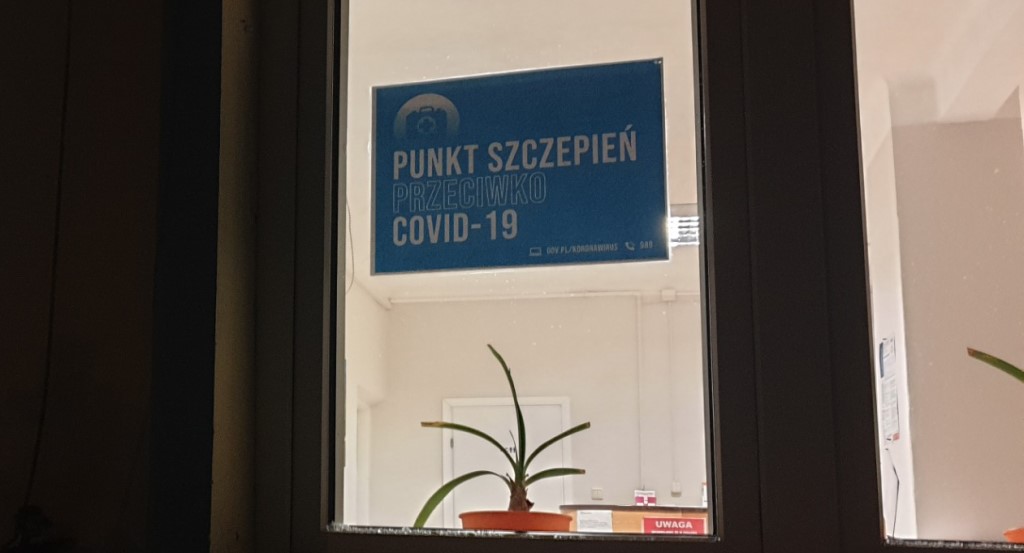 PUNKT SZCZEPIEŃ
PRZECIWKO
COVID-19
GOV.PL/KORONAWIRUS 989
UWAGA